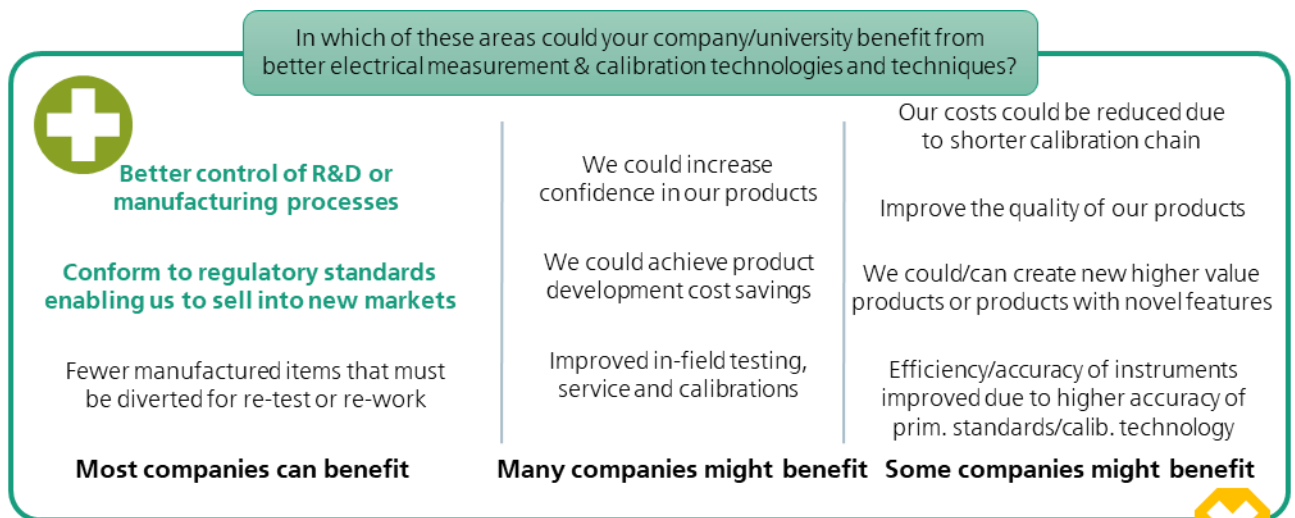 In which of these areas could your company/university benefit from
better electrical measurement & calibration technologies and techniques?
Better control of R&D or
manufacturing processes
Conform to regulatory standards
enabling us to sell into new markets
Fewer manufactured items that must
be diverted for re-test or re-work
Most companies can benefit
We could increase
confidence in our products
We could achieve product
development cost savings
Improved in-field testing,
service and calibrations
Many companies might benefit
Our costs could be reduced due
to shorter calibration chain
Improve the quality of our products
We could/can create new higher value
products or products with novel features
Efficiency/accuracy of instruments
improved due to higher accuracy of
prim. standards/calib. technology
Some companies might benefit